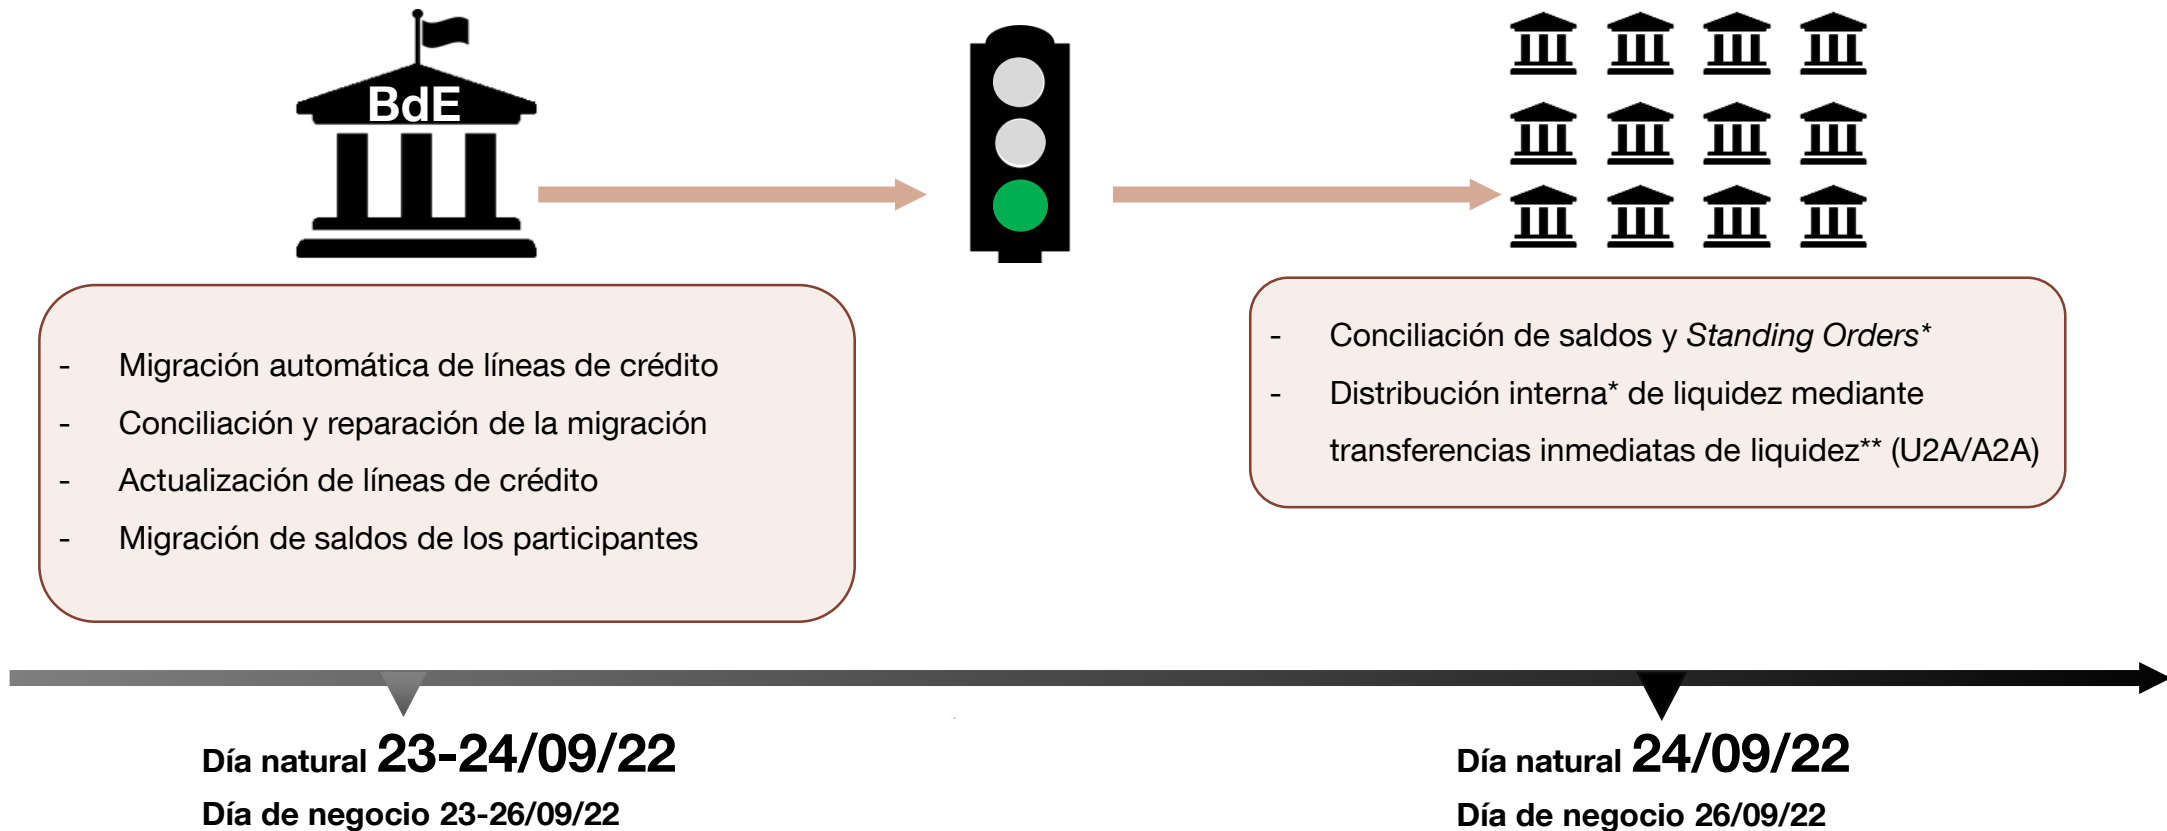 BdE
- Migración automática de líneas de crédito
- Conciliación y reparación de la migración
- Actualización de líneas de crédito
- Migración de saldos de los participantes
- Conciliación de saldos y Standing Orders*
- Distribución interna* de liquidez mediante
transferencias inmediatas de liquidez** (U2A/A2A)
Día natural 23-24/09/22
Día de negocio 23-26/09/22
Día natural 24/09/22
Día de negocio 26/09/22